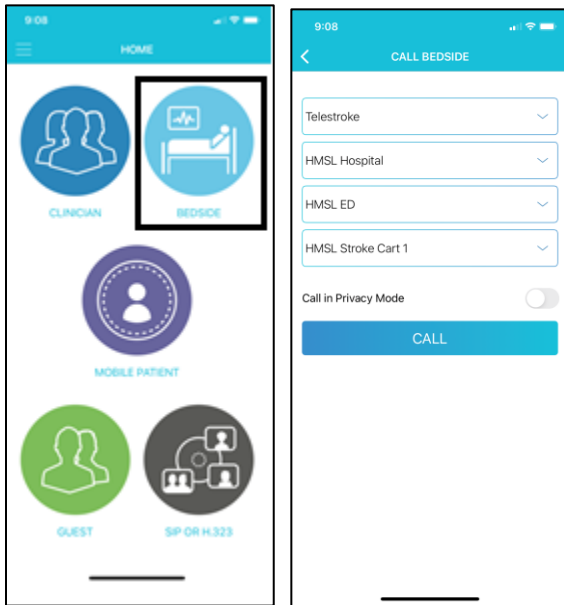 9:08
HOME
CLINICIAN
BEDSIDE
MOBILE PATIENT
GUEST
SIP OR H.323
9:08
CALL BEDSIDE
Telestroke
HMSL Hospital
HMSL ED
HMSL Stroke Cart 1
Call in Privacy Mode
CALL